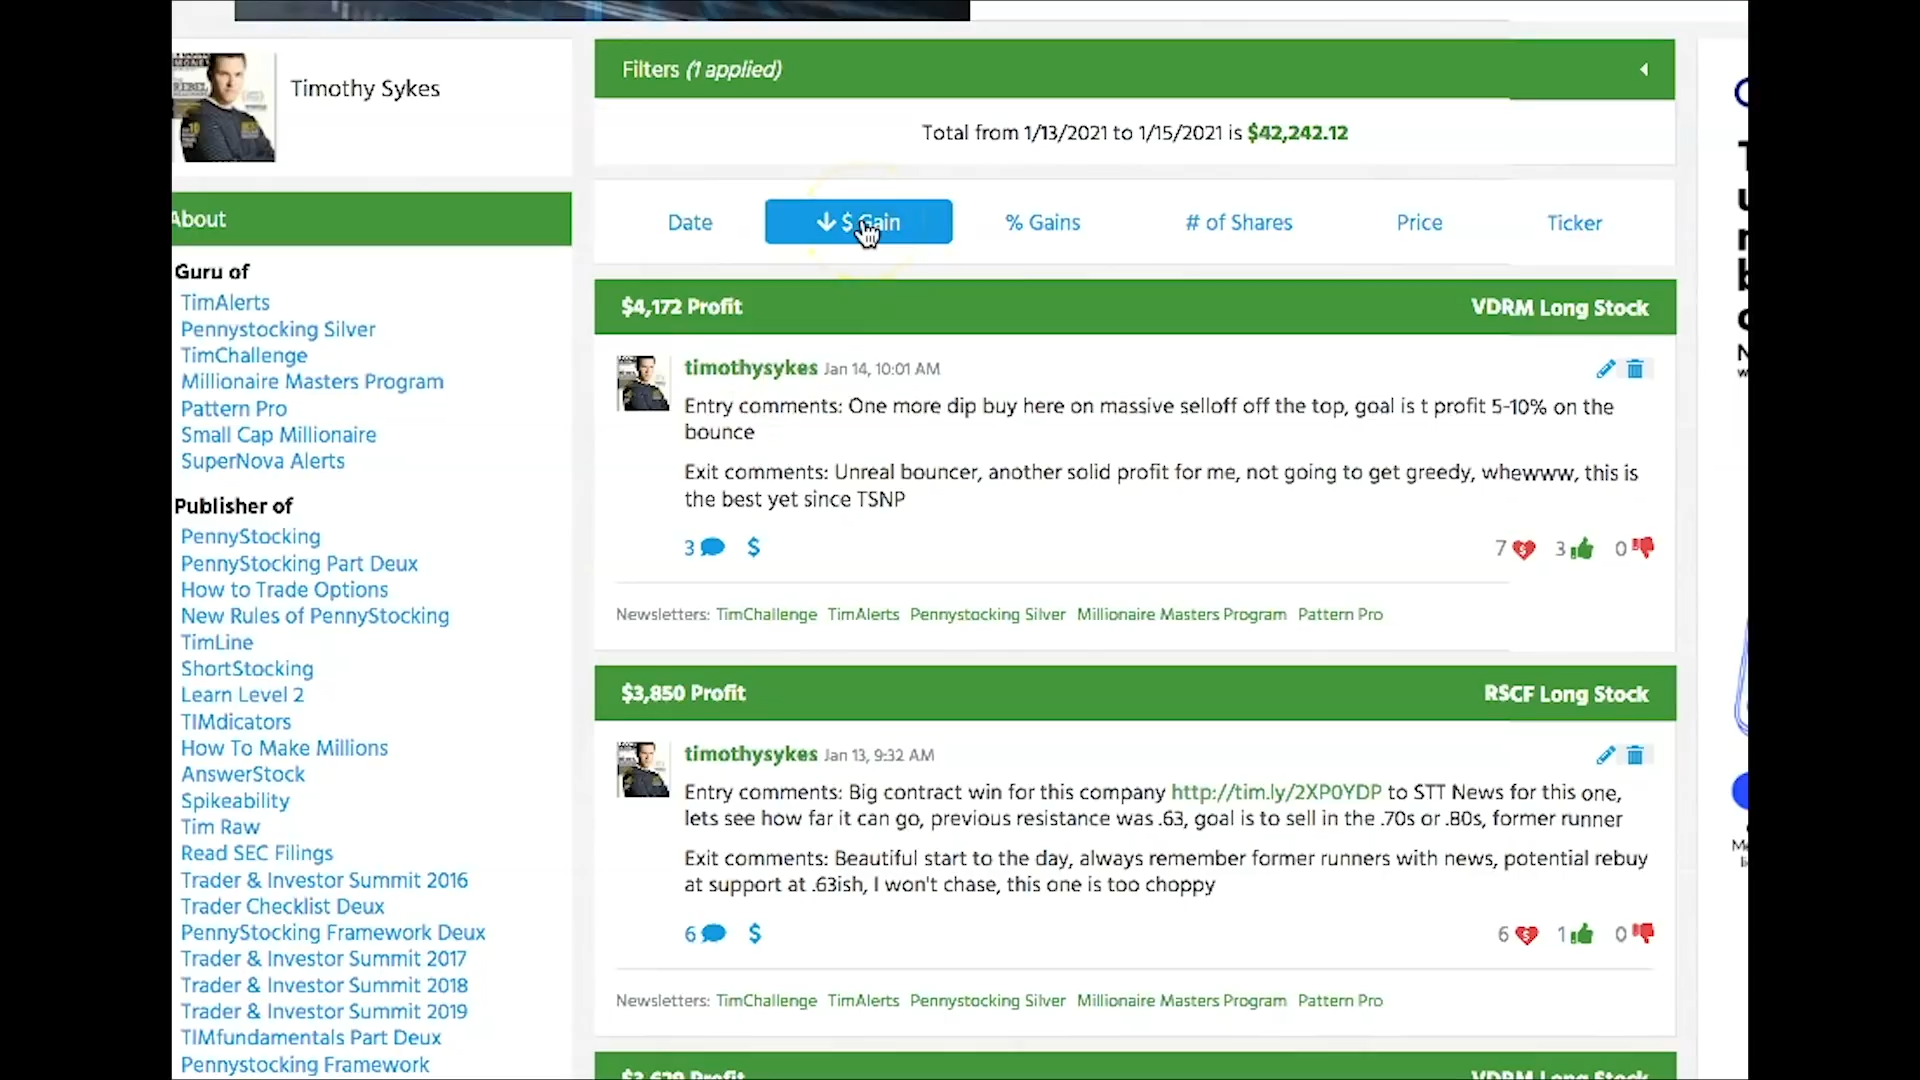 Timothy Sykes
About
Guru of
TimAlerts
Pennystocking Silver
TimChallenge
Millionaire Masters Program
Pattern Pro
Small Cap Millionaire
SuperNova Alerts
Publisher of
PennyStocking
PennyStocking Part Deux
How to Trade Options
New Rules of PennyStocking
TimLine
ShortStocking
Learn Level 2
TIMdicators
How To Make Millions
AnswerStock
Spikeability
Tim Raw
Read SEC Filings
Trader & Investor Summit 2016
Trader Checklist Deux
PennyStocking Framework Deux
Trader & Investor Summit 2017
Trader & Investor Summit 2018
Trader & Investor Summit 2019
TIMfundamentals Part Deux
Pennystocking Framework
Filters (1 applied)
Total from 1/13/2021 to 1/15/2021 is $42,242.12
Date $ Gain % Gains # of Shares Price Ticker
$4,172 Profit VDRM Long Stock
timothysykes Jan 14, 10:01 AM
Entry comments: One more dip buy here on massive selloff off the top, goal is t profit 5-10% on the
bounce
Exit comments: Unreal bouncer, another solid profit for me, not going to get greedy, whewww, this is
the best yet since TSNP
3 $ 7 3 0
Newsletters: TimChallenge TimAlerts Pennystocking Silver Millionaire Masters Program Pattern Pro
$3,850 Profit RSCF Long Stock
timothysykes Jan 13, 9:32 AM
Entry comments: Big contract win for this company http://tim.ly/2XP0YDP to STT News for this one,
lets see how far it can go, previous resistance was .63, goal is to sell in the .70s or .80s, former runner
Exit comments: Beautiful start to the day, always remember former runners with news, potential rebuy
at support at .63ish, I won't chase, this one is too choppy
6 $ 6 1 0
Newsletters: TimChallenge TimAlerts Pennystocking Silver Millionaire Masters Program Pattern Pro
$3,629 Profit VDRM Long Stock